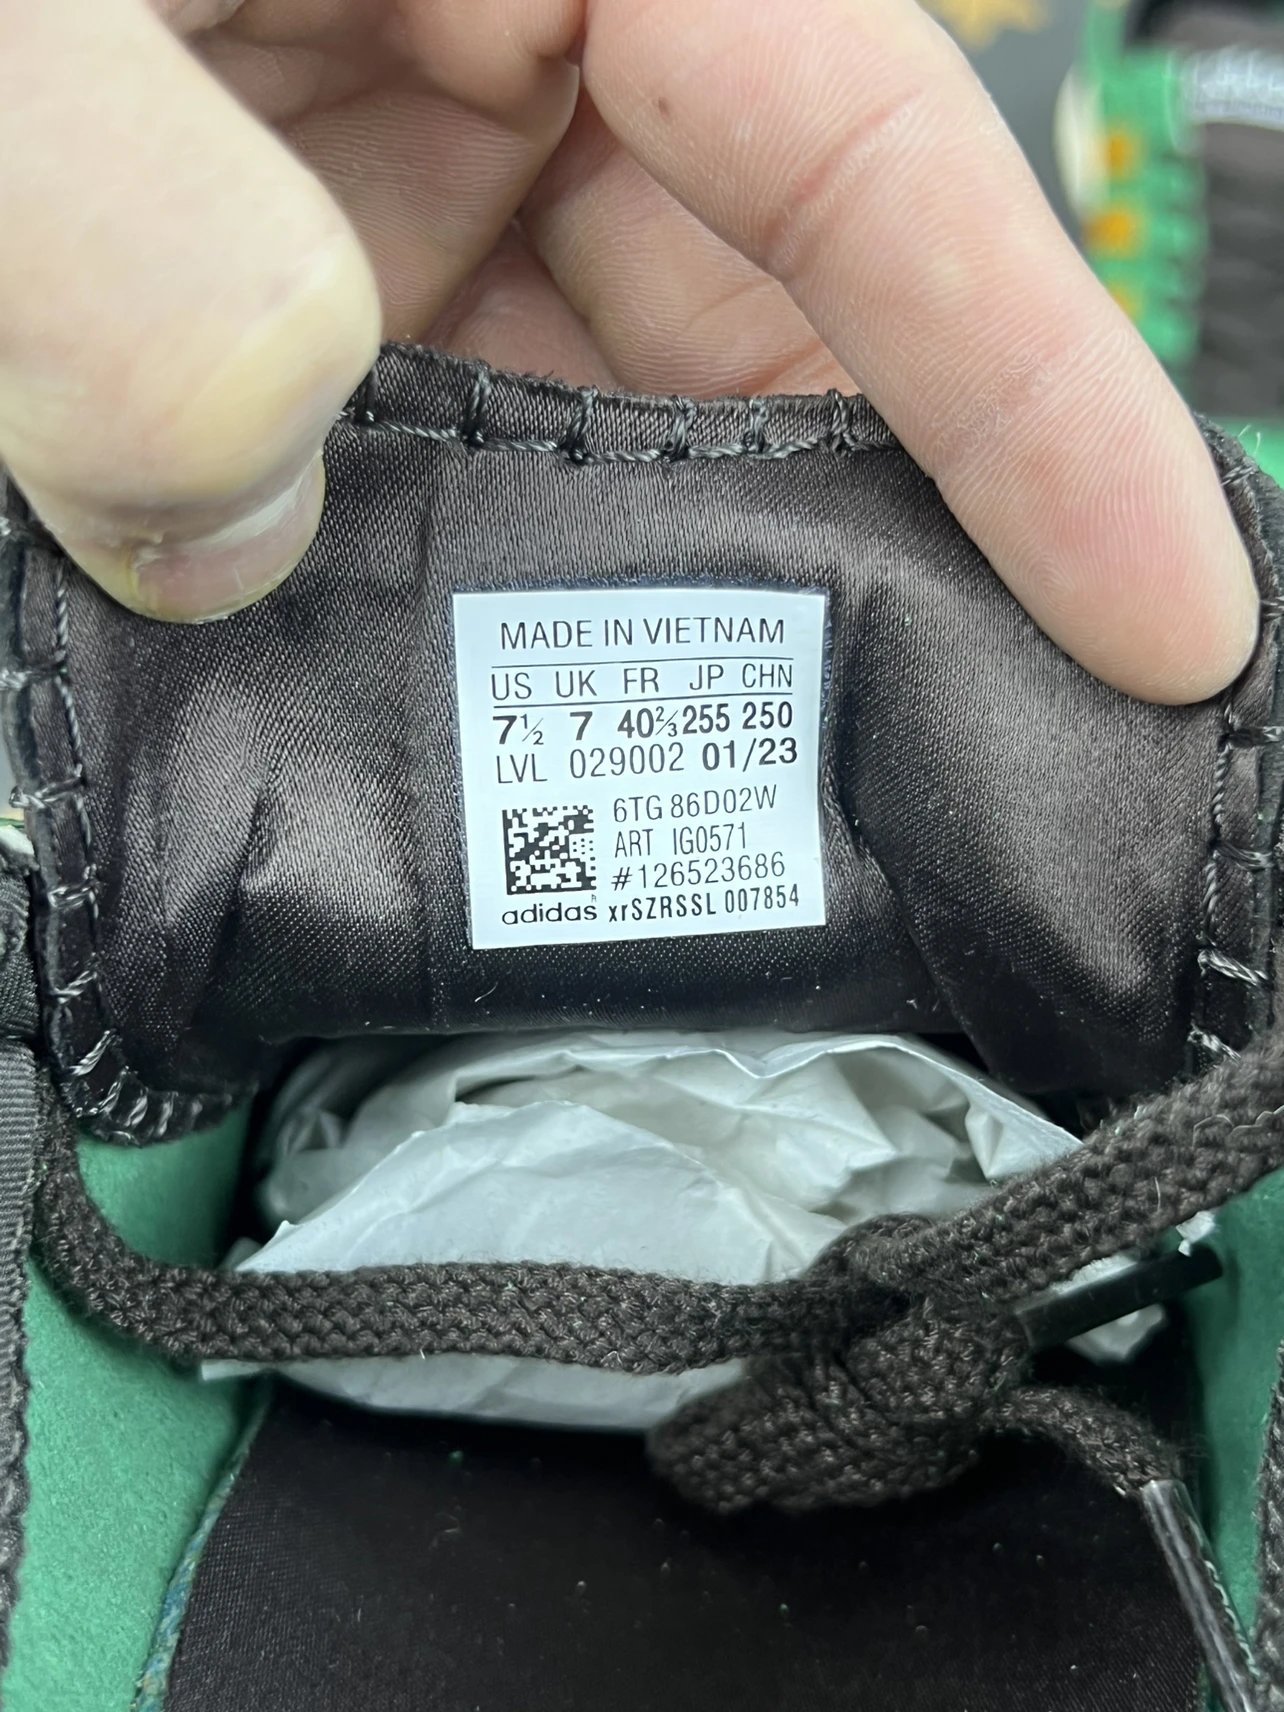 MADE IN VIETNAM
US UK FR JP CHN
7½ 7 40⅔ 255 250
LVL 029002 01/23
6TG 86D02W
ART IG0571
#126523686
adidas xrSZRSSL 007854